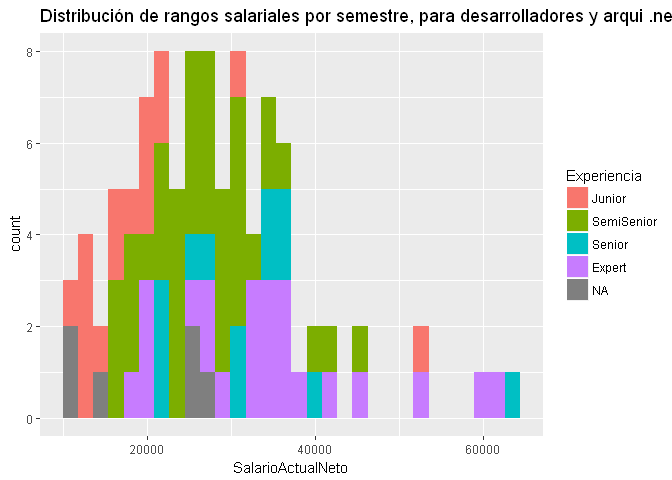 Distribución de rangos salariales por semestre, para desarrolladores y arqui .ne
8
6
4
2
0
count
20000 40000 60000
SalarioActualNeto
Experiencia
Junior
SemiSenior
Senior
Expert
NA